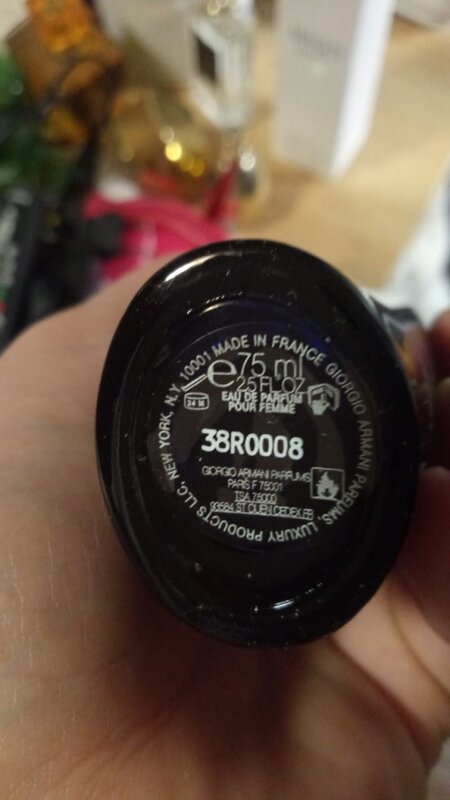 MADE IN FRANCE GIORGIO ARMANI PARFUMS. LUXURY PRODUCTS LLC, NEW YORK, N.Y. 10001
e 75 ml
2.5 FL. OZ
24 M
EAU DE PARFUM
POUR FEMME
38R0008
GIORGIO ARMANI PARFUMS
PARIS F 75001
TSA 75000
93584 ST OUEN CEDEX FR